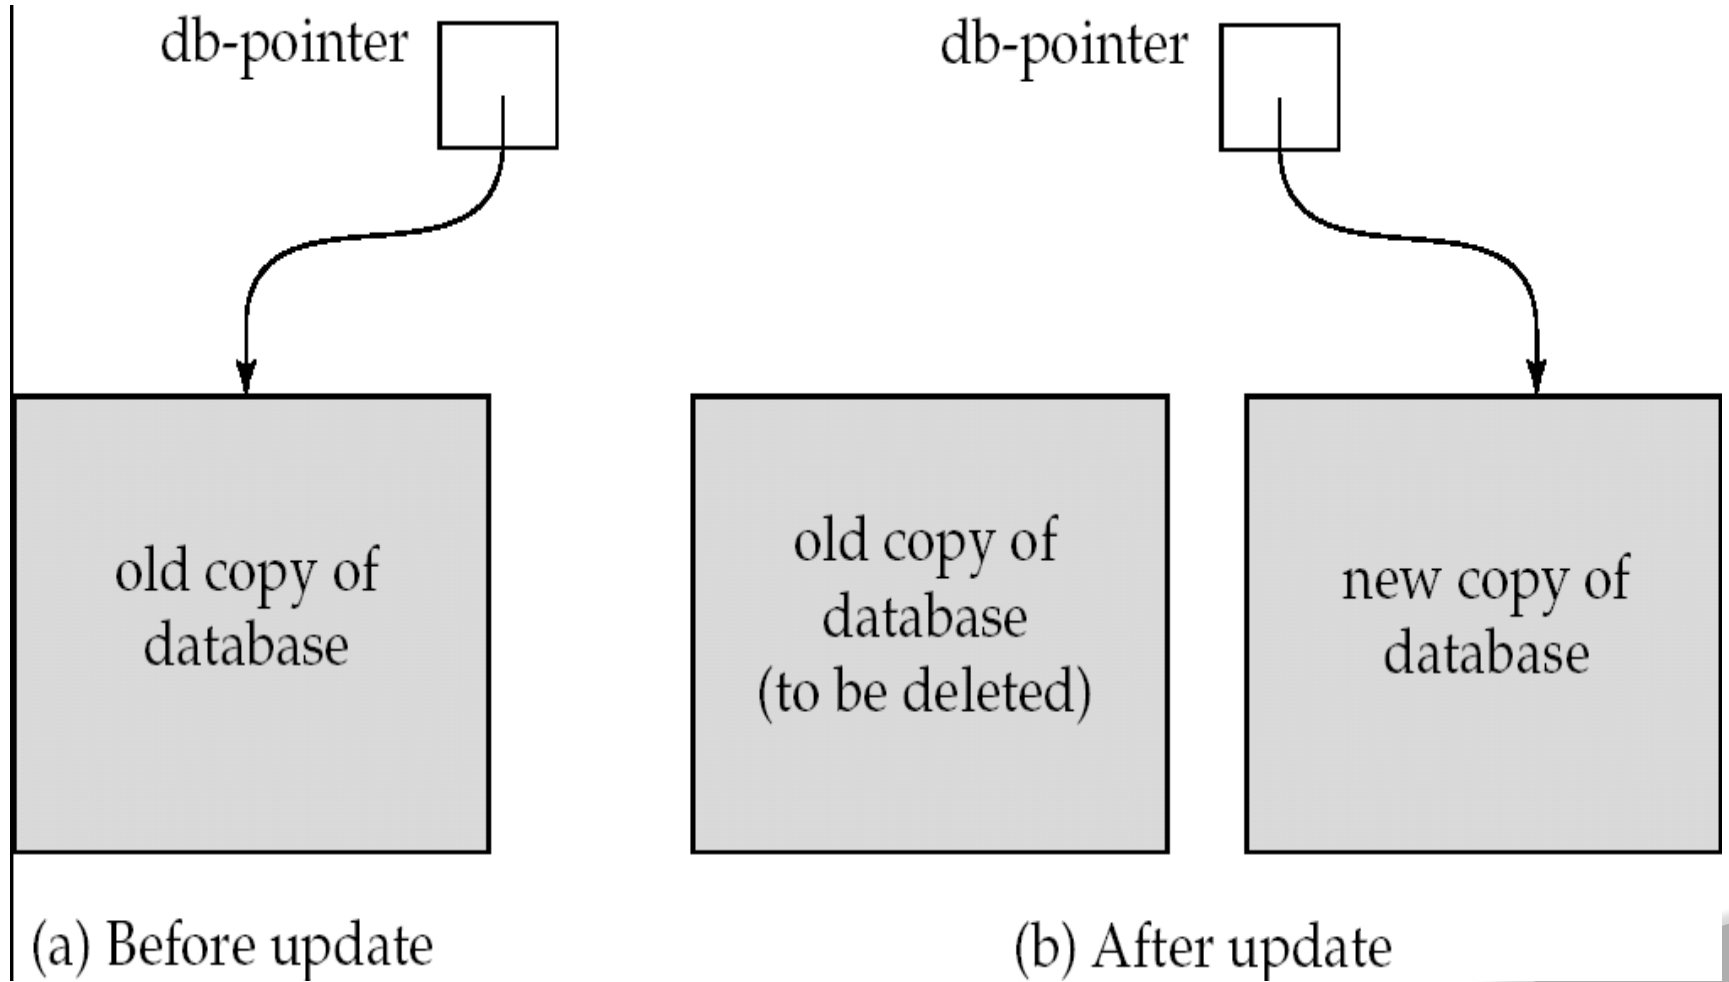 db-pointer
old copy of
database
(a) Before update
db-pointer
old copy of
database
(to be deleted)
new copy of
database
(b) After update